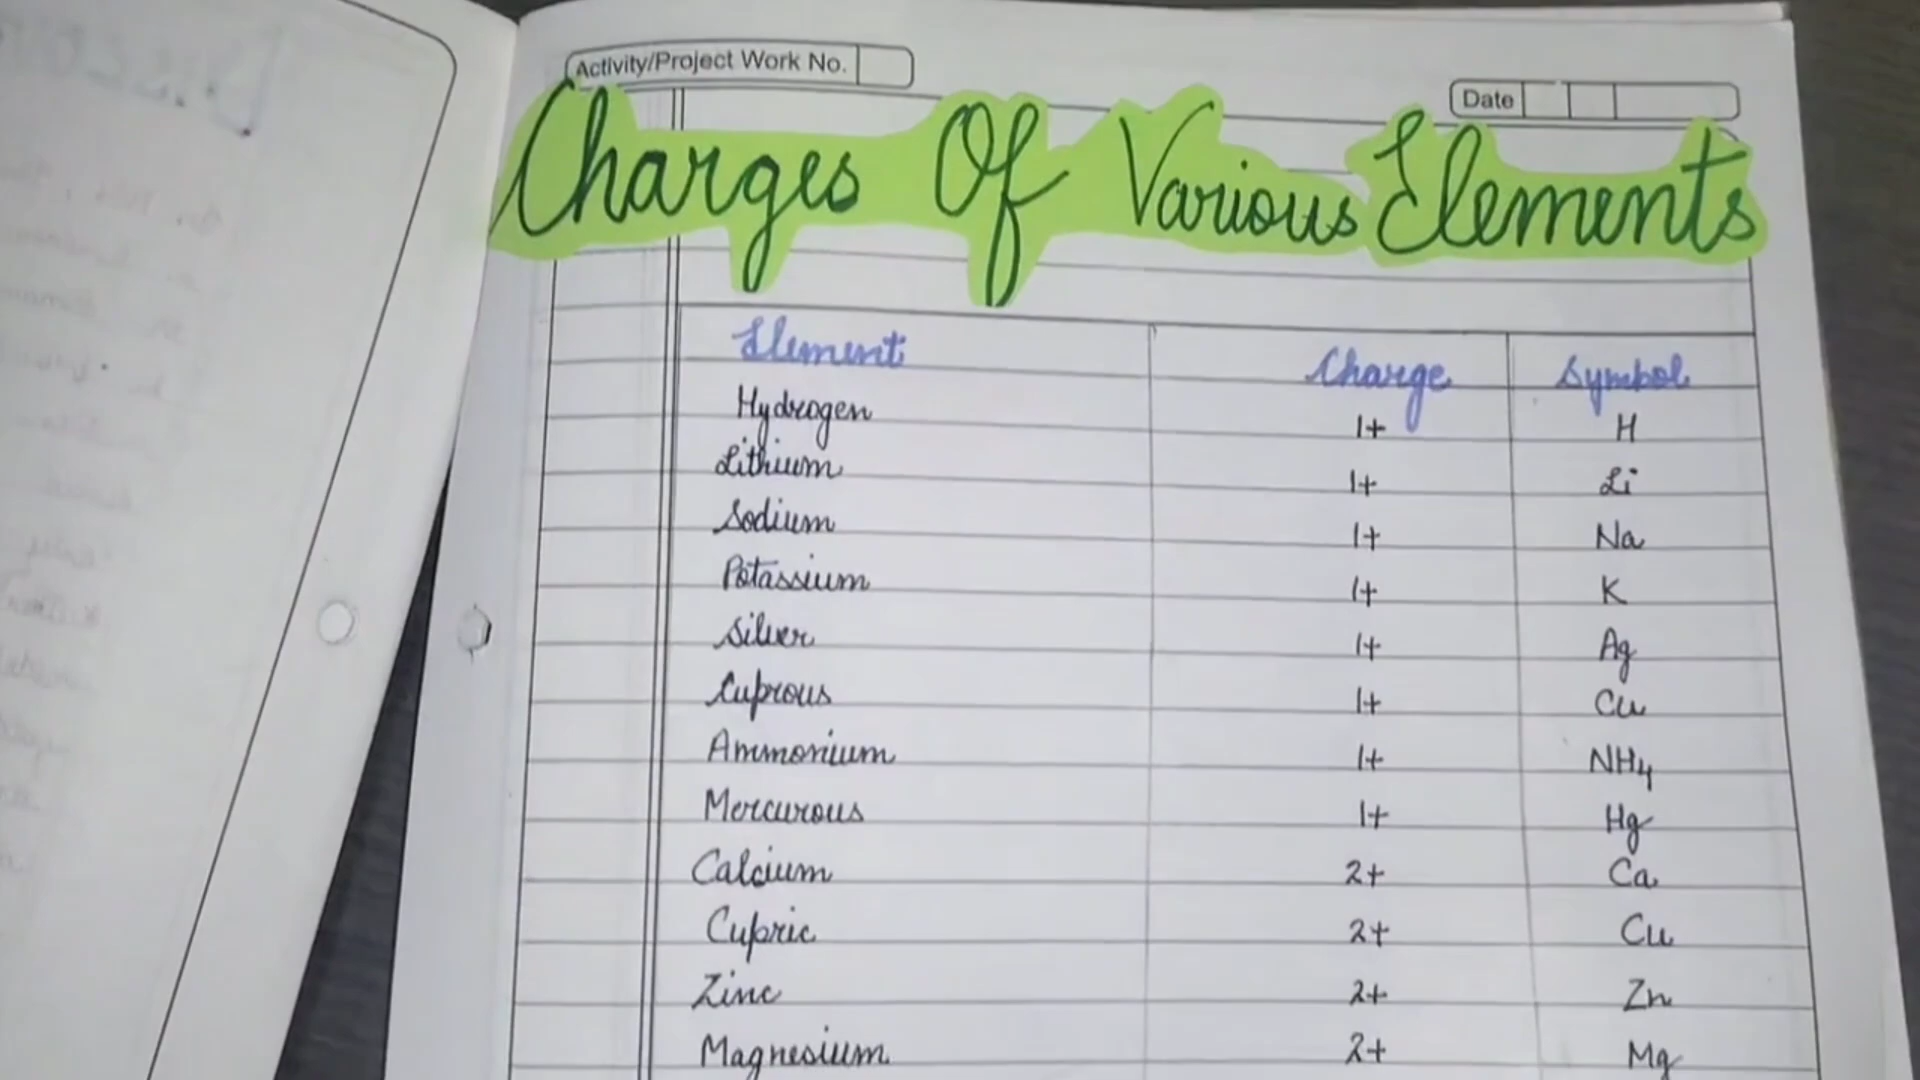 Activity/Project Work No.
Date
Charges Of Various Elements
Element Charge Symbol
Hydrogen 1+ H
Lithium 1+ Li
Sodium 1+ Na
Potassium 1+ K
Silver 1+ Ag
Cuprous 1+ Cu
Ammonium 1+ NH4
Mercurous 1+ Hg
Calcium 2+ Ca
Cupric 2+ Cu
Zinc 2+ Zn
Magnesium 2+ Mg